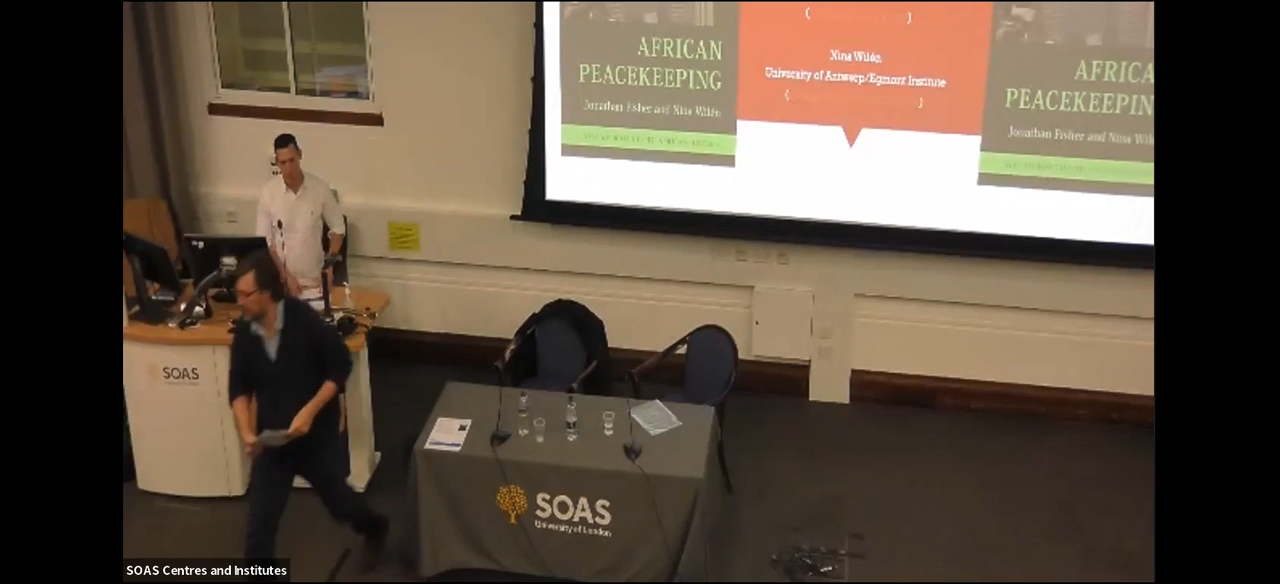 AFRICAN
PEACEKEEPING
Jonathan Fisher and Nina Wilén
Nina Wilén
University of Antwerp/Egmont Institute
AFRICA
PEACEKEEPIN
Jonathan Fisher and Nina Wilé
SOAS
SOAS
University of London
SOAS Centres and Institutes